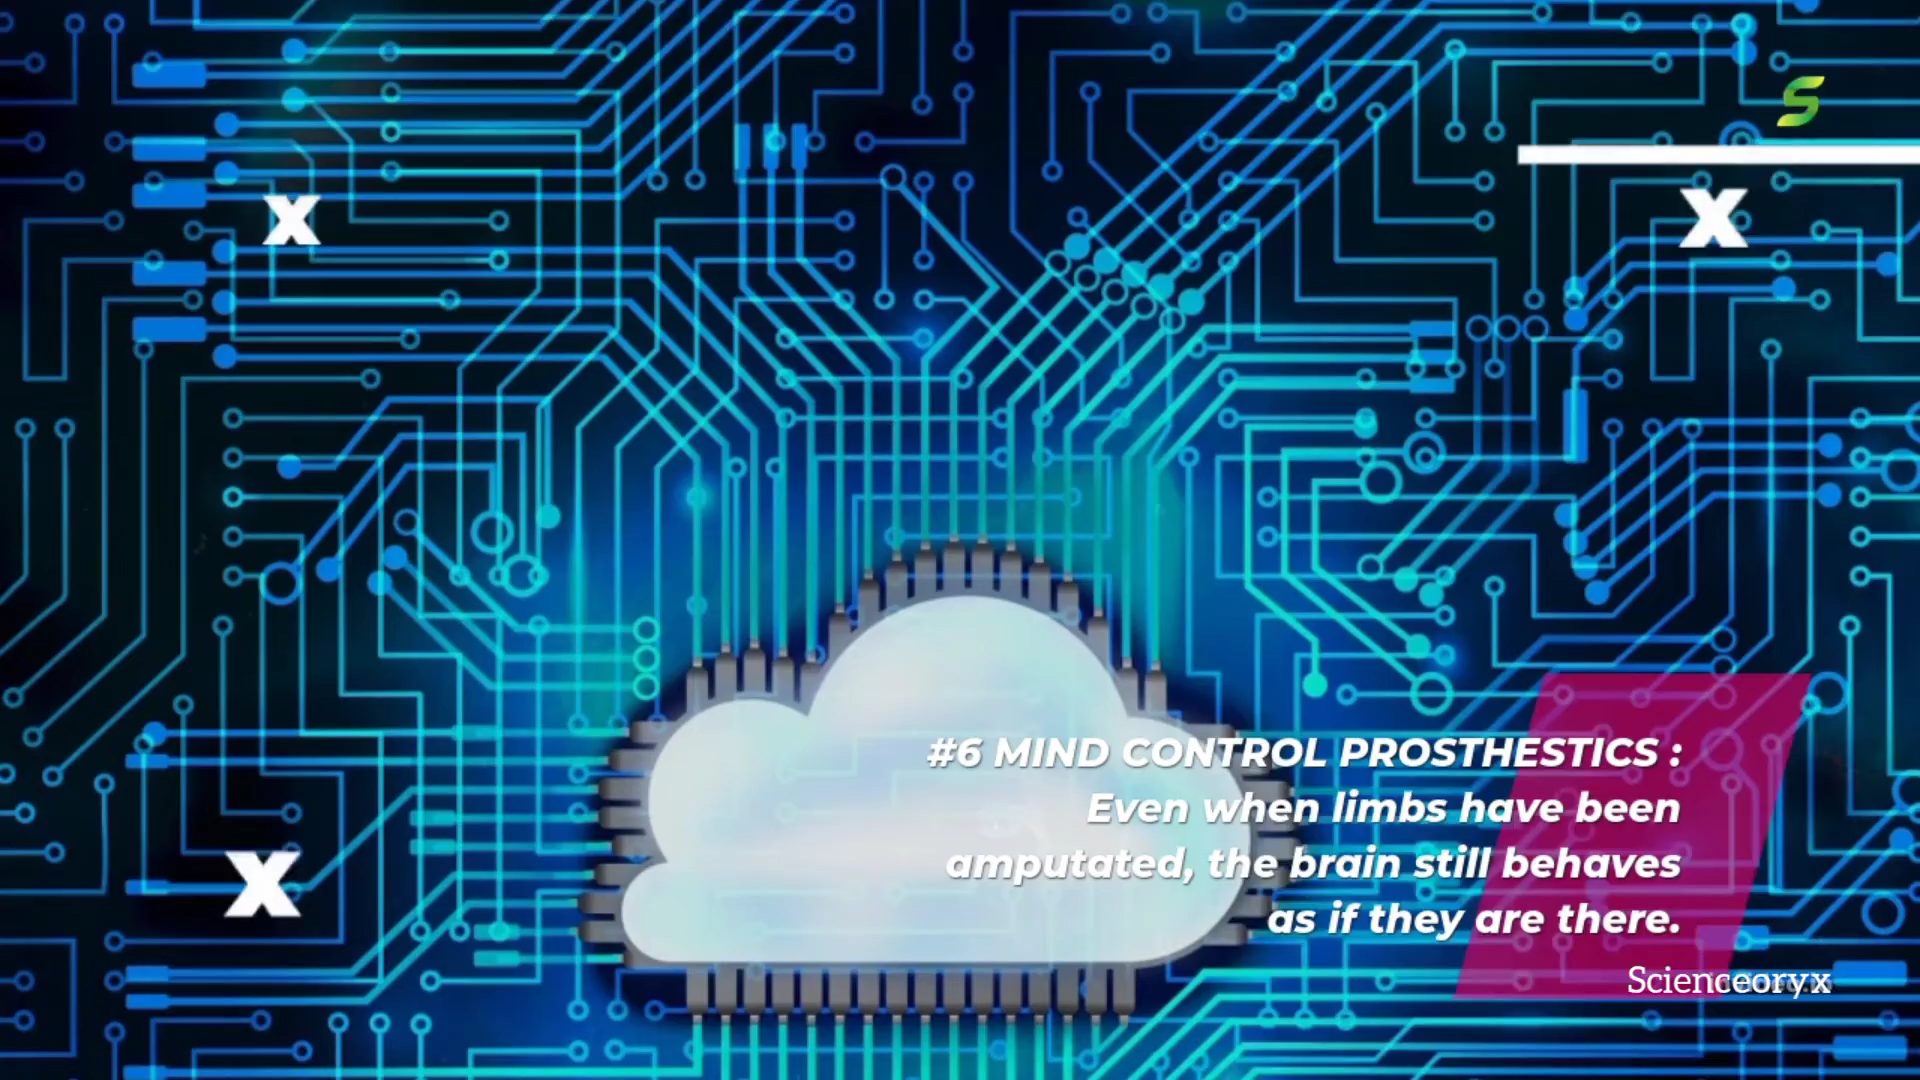 S
X
X
X
#6 MIND CONTROL PROSTHESTICS :
Even when limbs have been
amputated, the brain still behaves
as if they are there.
Scienceoryx